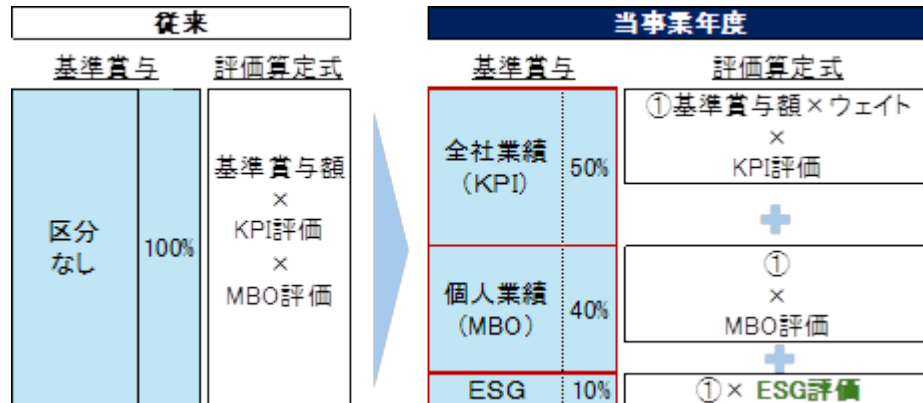 従来
基準賞与
評価算定式
区分
なし
100%
基準賞与額
×
KPI評価
×
MBO評価
当事業年度
基準賞与
評価算定式
全社業績
(KPI)
50%
①基準賞与額×ウェイト
×
KPI評価
個人業績
(MBO)
40%
①
×
MBO評価
ESG
10%
①× ESG評価